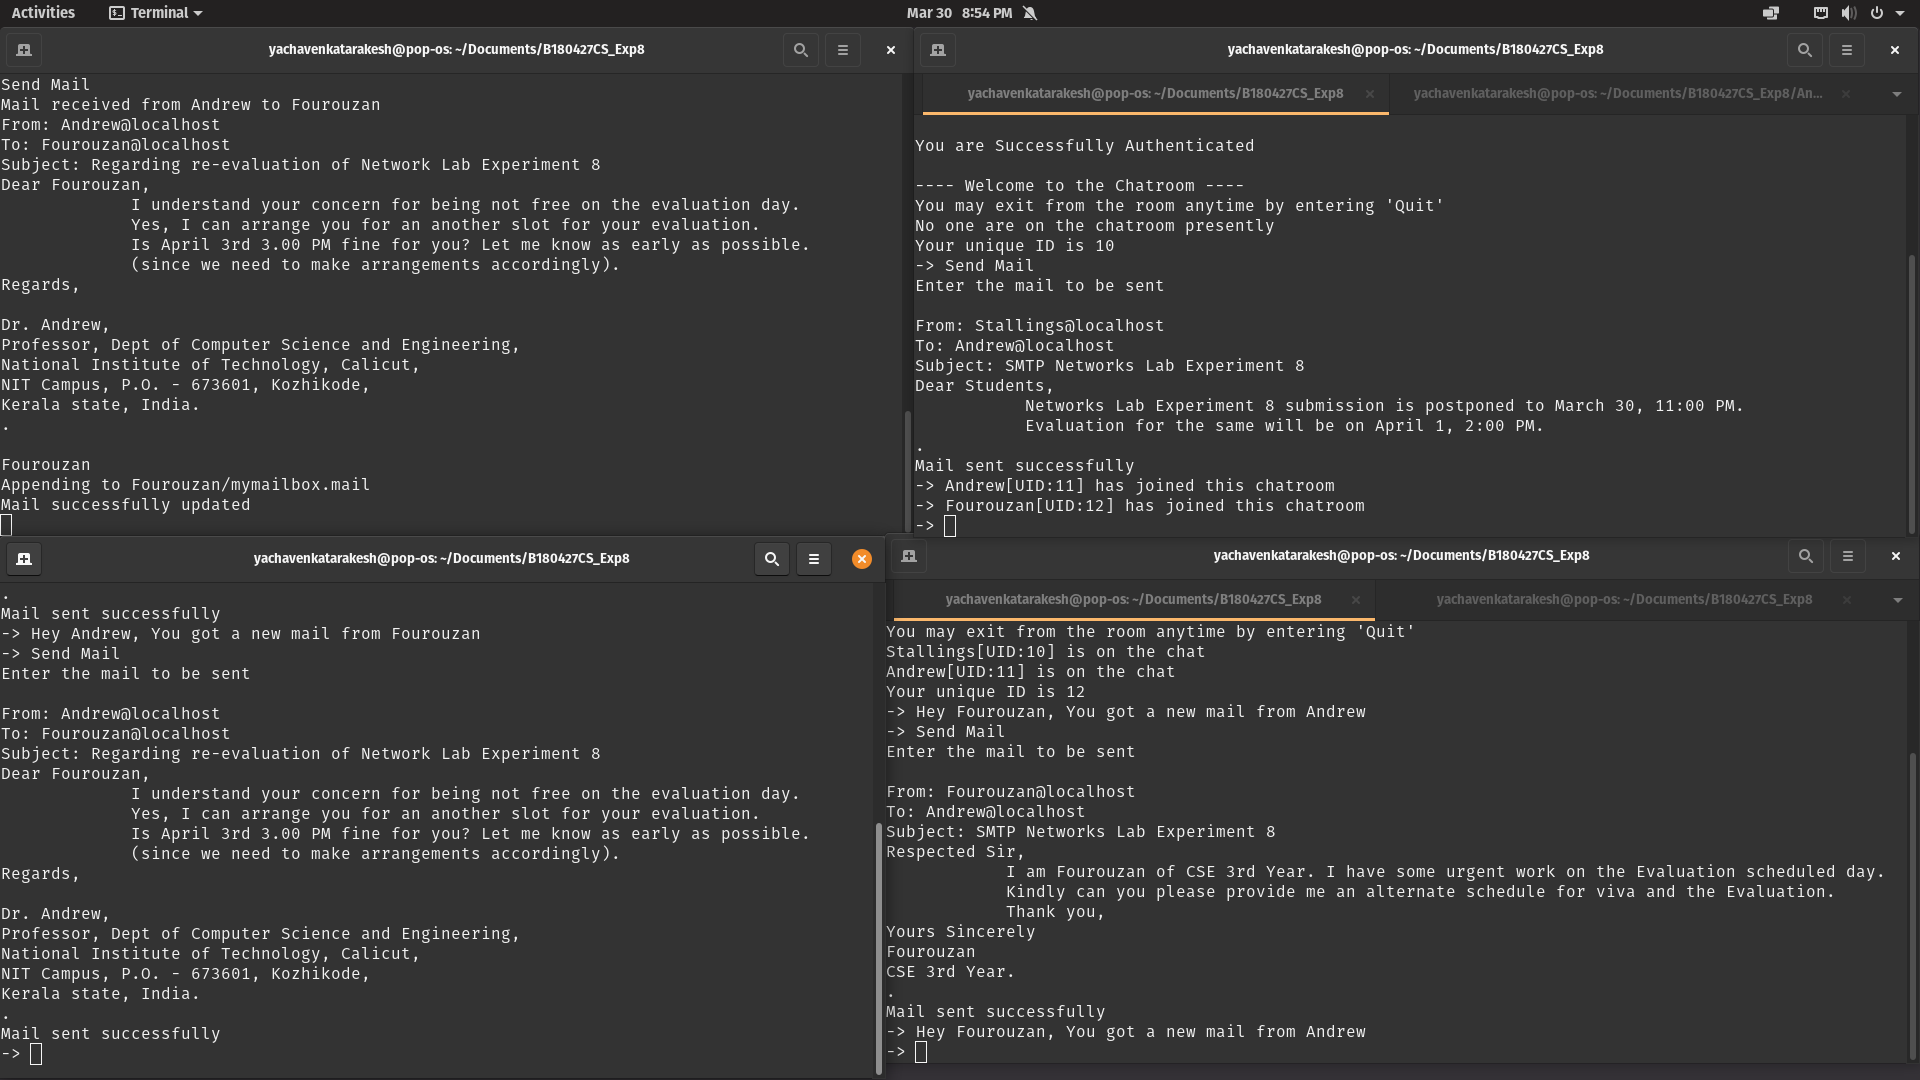 Activities
Terminal
Mar 30 8:54 PM
yachavenkatarakesh@pop-os: ~/Documents/B180427CS_Exp8
Send Mail
Mail received from Andrew to Fourouzan
From: Andrew@localhost
To: Fourouzan@localhost
Subject: Regarding re-evaluation of Network Lab Experiment 8
Dear Fourouzan,
I understand your concern for being not free on the evaluation day.
Yes, I can arrange you for an another slot for your evaluation.
Is April 3rd 3.00 PM fine for you? Let me know as early as possible.
(since we need to make arrangements accordingly).
Regards,
Dr. Andrew,
Professor, Dept of Computer Science and Engineering,
National Institute of Technology, Calicut,
NIT Campus, P.O. - 673601, Kozhikode,
Kerala state, India.
.
Fourouzan
Appending to Fourouzan/mymailbox.mail
Mail successfully updated
yachavenkatarakesh@pop-os: ~/Documents/B180427CS_Exp8
yachavenkatarakesh@pop-os: ~/Documents/B180427CS_Exp8
yachavenkatarakesh@pop-os: ~/Documents/B180427CS_Exp8/An...
You are Successfully Authenticated
---- Welcome to the Chatroom ----
You may exit from the room anytime by entering 'Quit'
No one are on the chatroom presently
Your unique ID is 10
-> Send Mail
Enter the mail to be sent
From: Stallings@localhost
To: Andrew@localhost
Subject: SMTP Networks Lab Experiment 8
Dear Students,
Networks Lab Experiment 8 submission is postponed to March 30, 11:00 PM.
Evaluation for the same will be on April 1, 2:00 PM.
.
Mail sent successfully
-> Andrew[UID:11] has joined this chatroom
-> Fourouzan[UID:12] has joined this chatroom
->
yachavenkatarakesh@pop-os: ~/Documents/B180427CS_Exp8
.
Mail sent successfully
-> Hey Andrew, You got a new mail from Fourouzan
-> Send Mail
Enter the mail to be sent
From: Andrew@localhost
To: Fourouzan@localhost
Subject: Regarding re-evaluation of Network Lab Experiment 8
Dear Fourouzan,
I understand your concern for being not free on the evaluation day.
Yes, I can arrange you for an another slot for your evaluation.
Is April 3rd 3.00 PM fine for you? Let me know as early as possible.
(since we need to make arrangements accordingly).
Regards,
Dr. Andrew,
Professor, Dept of Computer Science and Engineering,
National Institute of Technology, Calicut,
NIT Campus, P.O. - 673601, Kozhikode,
Kerala state, India.
.
Mail sent successfully
->
yachavenkatarakesh@pop-os: ~/Documents/B180427CS_Exp8
yachavenkatarakesh@pop-os: ~/Documents/B180427CS_Exp8
yachavenkatarakesh@pop-os: ~/Documents/B180427CS_Exp8
You may exit from the room anytime by entering 'Quit'
Stallings[UID:10] is on the chat
Andrew[UID:11] is on the chat
Your unique ID is 12
-> Hey Fourouzan, You got a new mail from Andrew
-> Send Mail
Enter the mail to be sent
From: Fourouzan@localhost
To: Andrew@localhost
Subject: SMTP Networks Lab Experiment 8
Respected Sir,
I am Fourouzan of CSE 3rd Year. I have some urgent work on the Evaluation scheduled day.
Kindly can you please provide me an alternate schedule for viva and the Evaluation.
Thank you,
Yours Sincerely
Fourouzan
CSE 3rd Year.
.
Mail sent successfully
-> Hey Fourouzan, You got a new mail from Andrew
->